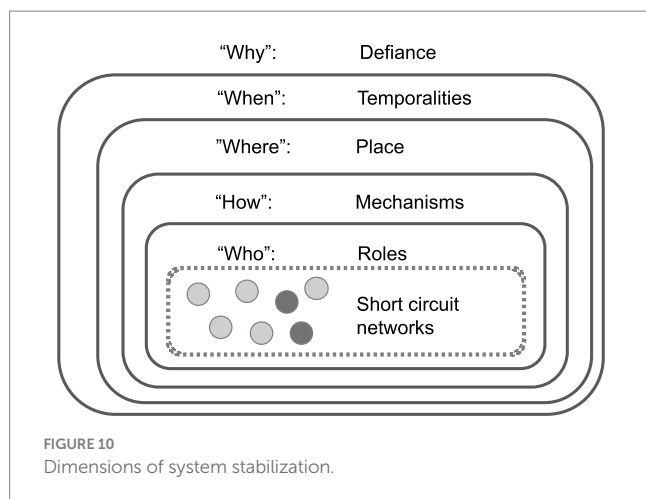 “Why”: Defiance
“When”: Temporalities
”Where”: Place
“How”: Mechanisms
“Who”: Roles
Short circuit
networks
FIGURE 10
Dimensions of system stabilization.